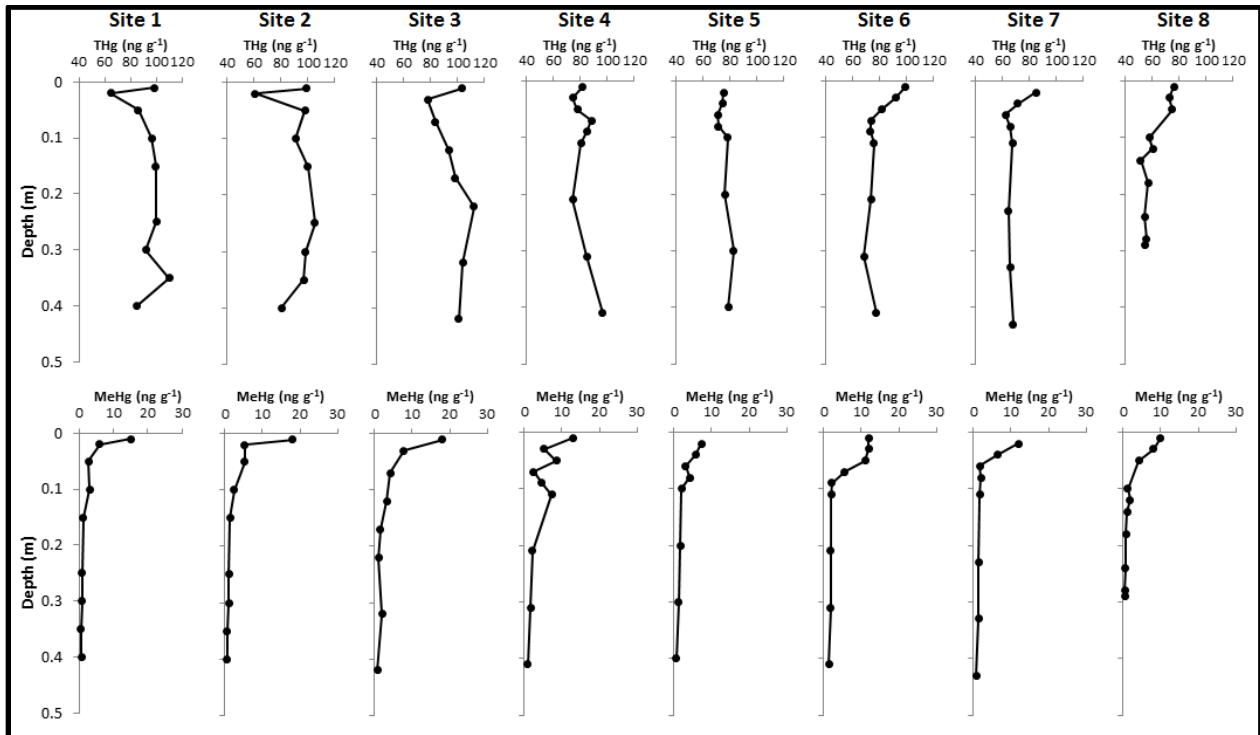 Site 1 Site 2 Site 3 Site 4 Site 5 Site 6 Site 7 Site 8
THg (ng g⁻¹) THg (ng g⁻¹) THg (ng g⁻¹) THg (ng g⁻¹) THg (ng g⁻¹) THg (ng g⁻¹) THg (ng g⁻¹) THg (ng g⁻¹)
40 60 80 100 120 40 60 80 100 120 40 60 80 100 120 40 60 80 100 120 40 60 80 100 120 40 60 80 100 120 40 60 80 100 120 40 60 80 100 120
0
0.1
0.2
0.3
0.4
0.5
Depth (m)
MeHg (ng g⁻¹) MeHg (ng g⁻¹) MeHg (ng g⁻¹) MeHg (ng g⁻¹) MeHg (ng g⁻¹) MeHg (ng g⁻¹) MeHg (ng g⁻¹) MeHg (ng g⁻¹)
0 10 20 30 0 10 20 30 0 10 20 30 0 10 20 30 0 10 20 30 0 10 20 30 0 10 20 30 0 10 20 30
0
0.1
0.2
0.3
0.4
0.5
Depth (m)